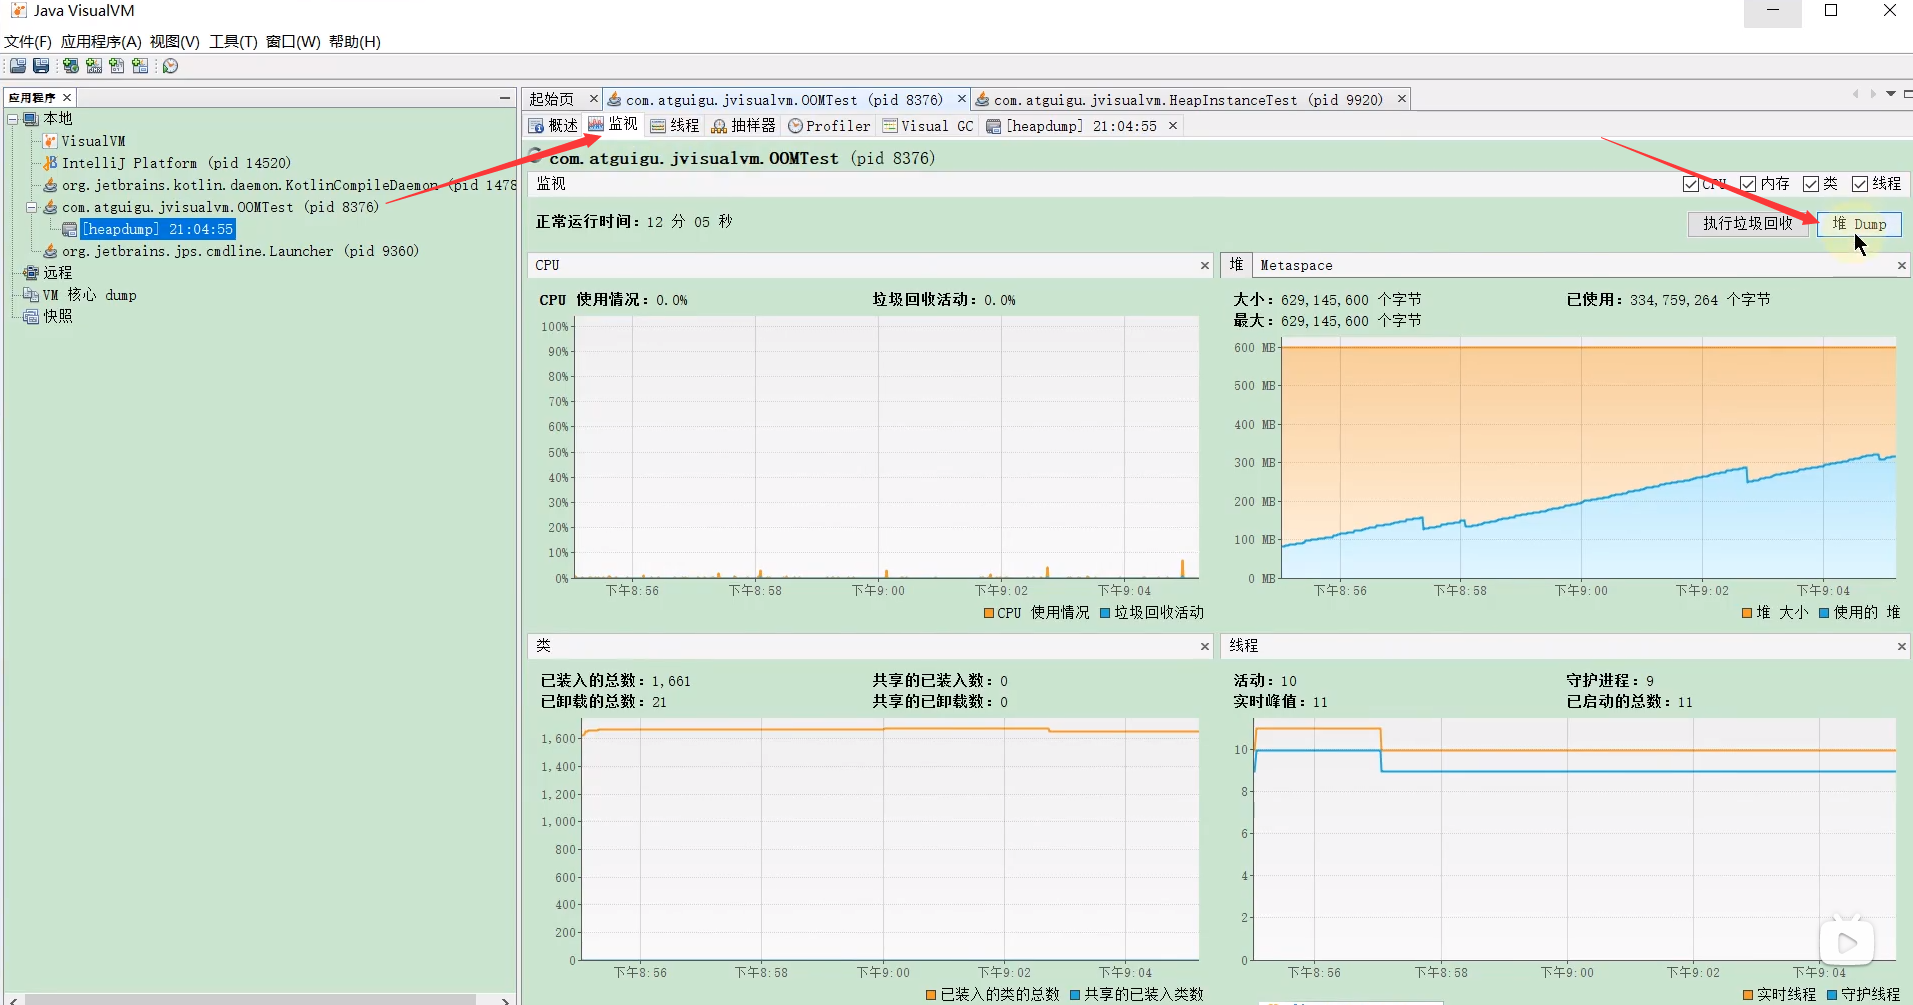 Java VisualVM
文件(F) 应用程序(A) 视图(V) 工具(T) 窗口(W) 帮助(H)
应用程序
本地
VisualVM
IntelliJ Platform (pid 14520)
org.jetbrains.kotlin.daemon.KotlinCompileDaemon (pid 1478
com.atguigu.jvisualvm.OOMTest (pid 8376)
[heapdump] 21:04:55
org.jetbrains.jps.cmdline.Launcher (pid 9360)
远程
VM 核心 dump
快照
起始页 com.atguigu.jvisualvm.OOMTest (pid 8376) com.atguigu.jvisualvm.HeapInstanceTest (pid 9920)
概述 监视 线程 抽样器 Profiler Visual GC [heapdump] 21:04:55
com.atguigu.jvisualvm.OOMTest (pid 8376)
监视 CPU 内存 类 线程
正常运行时间: 12 分 05 秒 执行垃圾回收 堆 Dump
CPU
CPU 使用情况: 0.0% 垃圾回收活动: 0.0%
100%
90%
80%
70%
60%
50%
40%
30%
20%
10%
0%
下午8:56 下午8:58 下午9:00 下午9:02 下午9:04
CPU 使用情况 垃圾回收活动
堆 Metaspace
大小: 629,145,600 个字节 已使用: 334,759,264 个字节
最大: 629,145,600 个字节
600 MB
500 MB
400 MB
300 MB
200 MB
100 MB
0 MB
下午8:56 下午8:58 下午9:00 下午9:02 下午9:04
堆 大小 使用的 堆
类
已装入的总数: 1,661 共享的已装入数: 0
已卸载的总数: 21 共享的已卸载数: 0
1,600
1,400
1,200
1,000
800
600
400
200
0
下午8:56 下午8:58 下午9:00 下午9:02 下午9:04
已装入的类的总数 共享的已装入类数
线程
活动: 10 守护进程: 9
实时峰值: 11 已启动的总数: 11
10
8
6
4
2
0
下午8:56 下午8:58 下午9:00 下午9:02 下午9:04
实时线程 守护线程